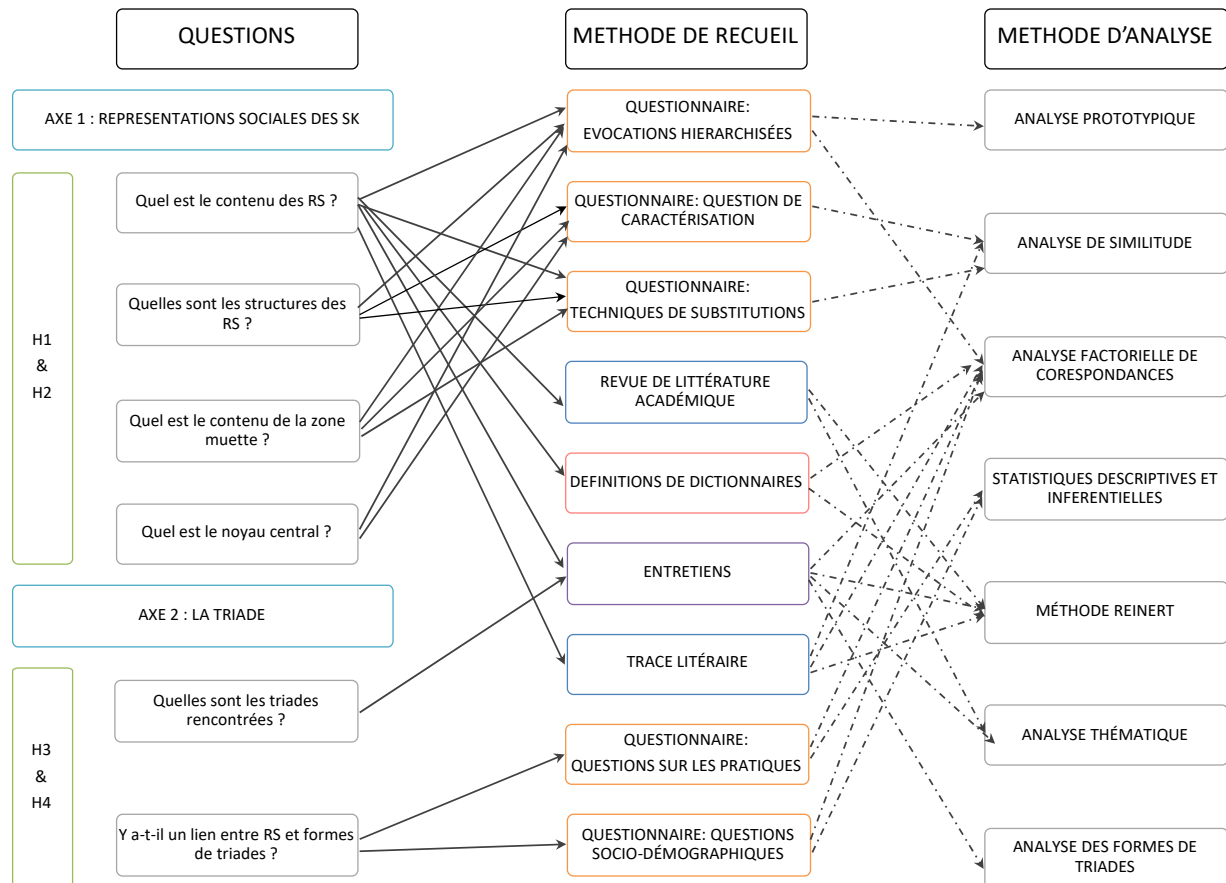 QUESTIONS
METHODE DE RECUEIL
METHODE D'ANALYSE
AXE 1 : REPRESENTATIONS SOCIALES DES SK
H1
&
H2
Quel est le contenu des RS ?
Quelles sont les structures des
RS ?
Quel est le contenu de la zone
muette ?
Quel est le noyau central ?
AXE 2 : LA TRIADE
H3
&
H4
Quelles sont les triades
rencontrées ?
Y a-t-il un lien entre RS et formes
de triades ?
QUESTIONNAIRE:
EVOCATIONS HIERARCHISÉES
QUESTIONNAIRE: QUESTION DE
CARACTÉRISATION
QUESTIONNAIRE:
TECHNIQUES DE SUBSTITUTIONS
REVUE DE LITTÉRATURE
ACADÉMIQUE
DEFINITIONS DE DICTIONNAIRES
ENTRETIENS
TRACE LITÉRAIRE
QUESTIONNAIRE:
QUESTIONS SUR LES PRATIQUES
QUESTIONNAIRE: QUESTIONS
SOCIO-DÉMOGRAPHIQUES
ANALYSE PROTOTYPIQUE
ANALYSE DE SIMILITUDE
ANALYSE FACTORIELLE DE
CORESPONDANCES
STATISTIQUES DESCRIPTIVES ET
INFERENTIELLES
MÉTHODE REINERT
ANALYSE THÉMATIQUE
ANALYSE DES FORMES DE
TRIADES